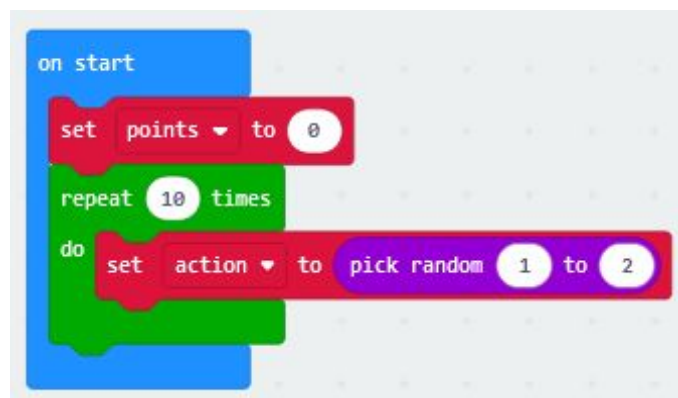 on start
set points to 0
repeat 10 times
do
set action to pick random 1 to 2